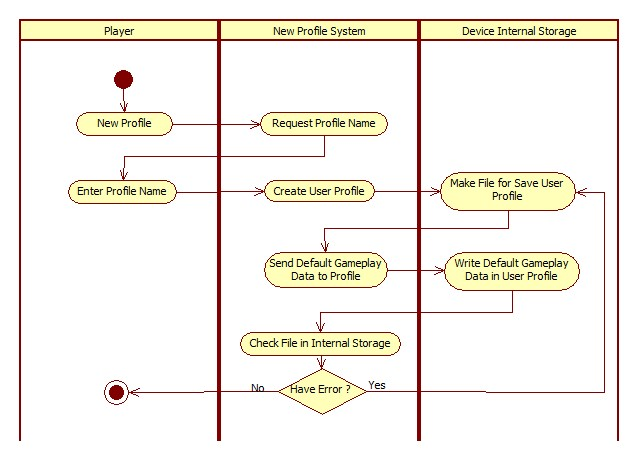 Player
New Profile System
Device Internal Storage
New Profile
Request Profile Name
Enter Profile Name
Create User Profile
Make File for Save User
Profile
Send Default Gameplay
Data to Profile
Write Default Gameplay
Data in User Profile
Check File in Internal Storage
No
Have Error ?
Yes